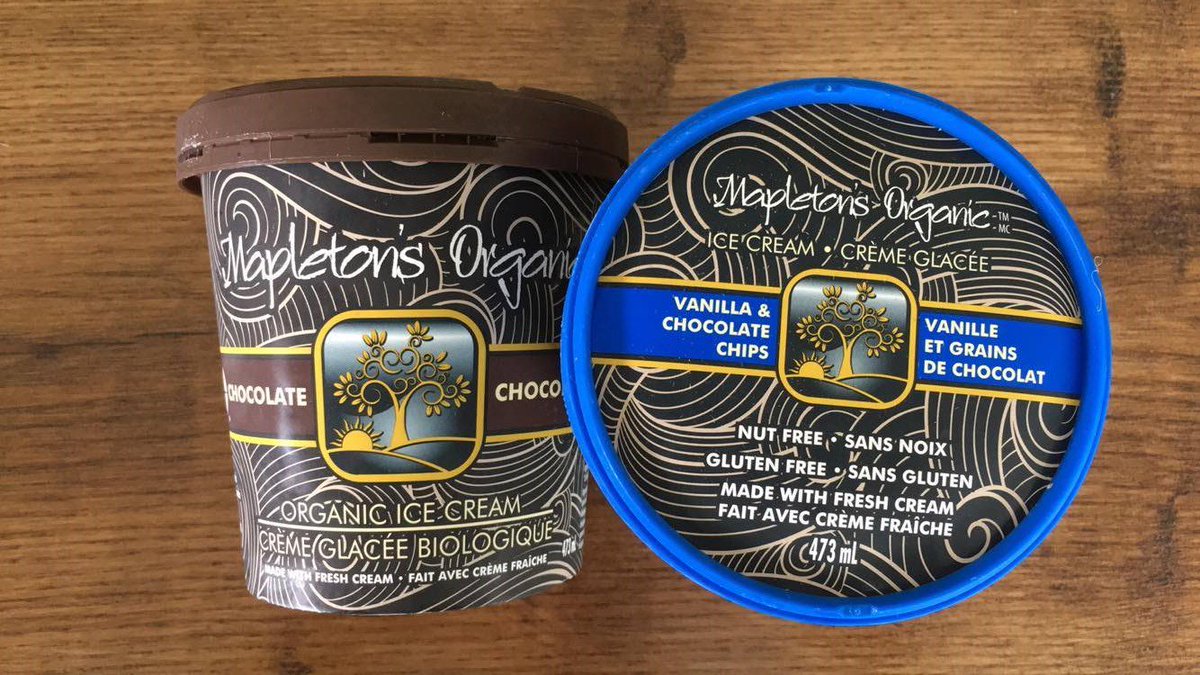 Mapleton's Organic
CHOCOLATE
ORGANIC ICE CREAM
CRÈME GLACÉE BIOLOGIQUE
MADE WITH FRESH CREAM • FAIT AVEC CRÈME FRAÎCHE
Mapleton's Organic TM MC
ICE CREAM • CRÈME GLACÉE
VANILLA &
CHOCOLATE
CHIPS
VANILLE
ET GRAINS
DE CHOCOLAT
NUT FREE • SANS NOIX
GLUTEN FREE • SANS GLUTEN
MADE WITH FRESH CREAM
FAIT AVEC CRÈME FRAÎCHE
473 mL